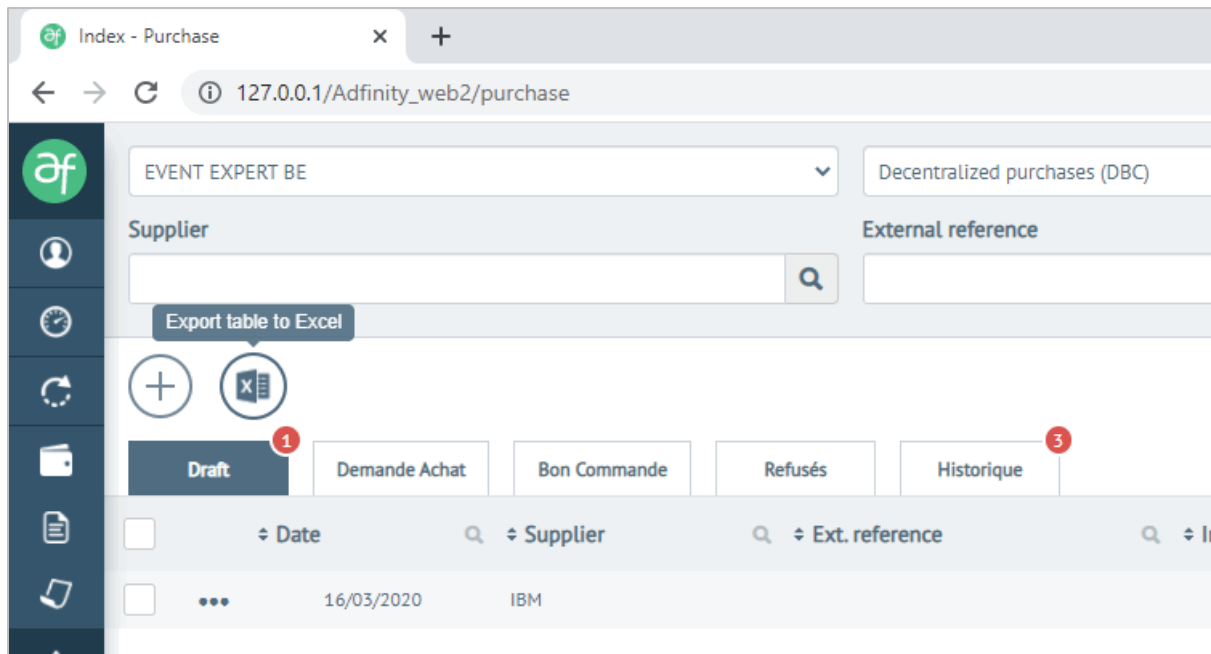 Index - Purchase
127.0.0.1/Adfinity_web2/purchase
EVENT EXPERT BE
Decentralized purchases (DBC)
Supplier
External reference
Export table to Excel
1
3
Draft
Demande Achat
Bon Commande
Refusés
Historique
Date
Supplier
Ext. reference
16/03/2020
IBM